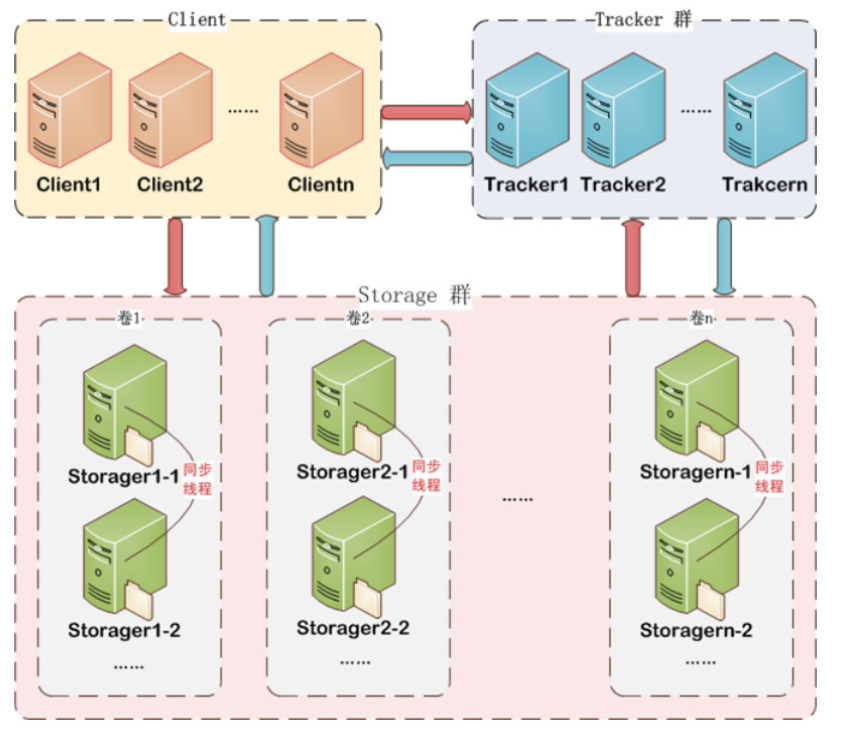 Client
Tracker 群
Client1
Client2
……
Clientn
Tracker1
Tracker2
……
Trakcern
Storage 群
卷1
卷2
卷n
Storager1-1
同步
线程
Storager1-2
……
Storager2-1
同步
线程
Storager2-2
……
……
Storagern-1
同步
线程
Storagern-2
……